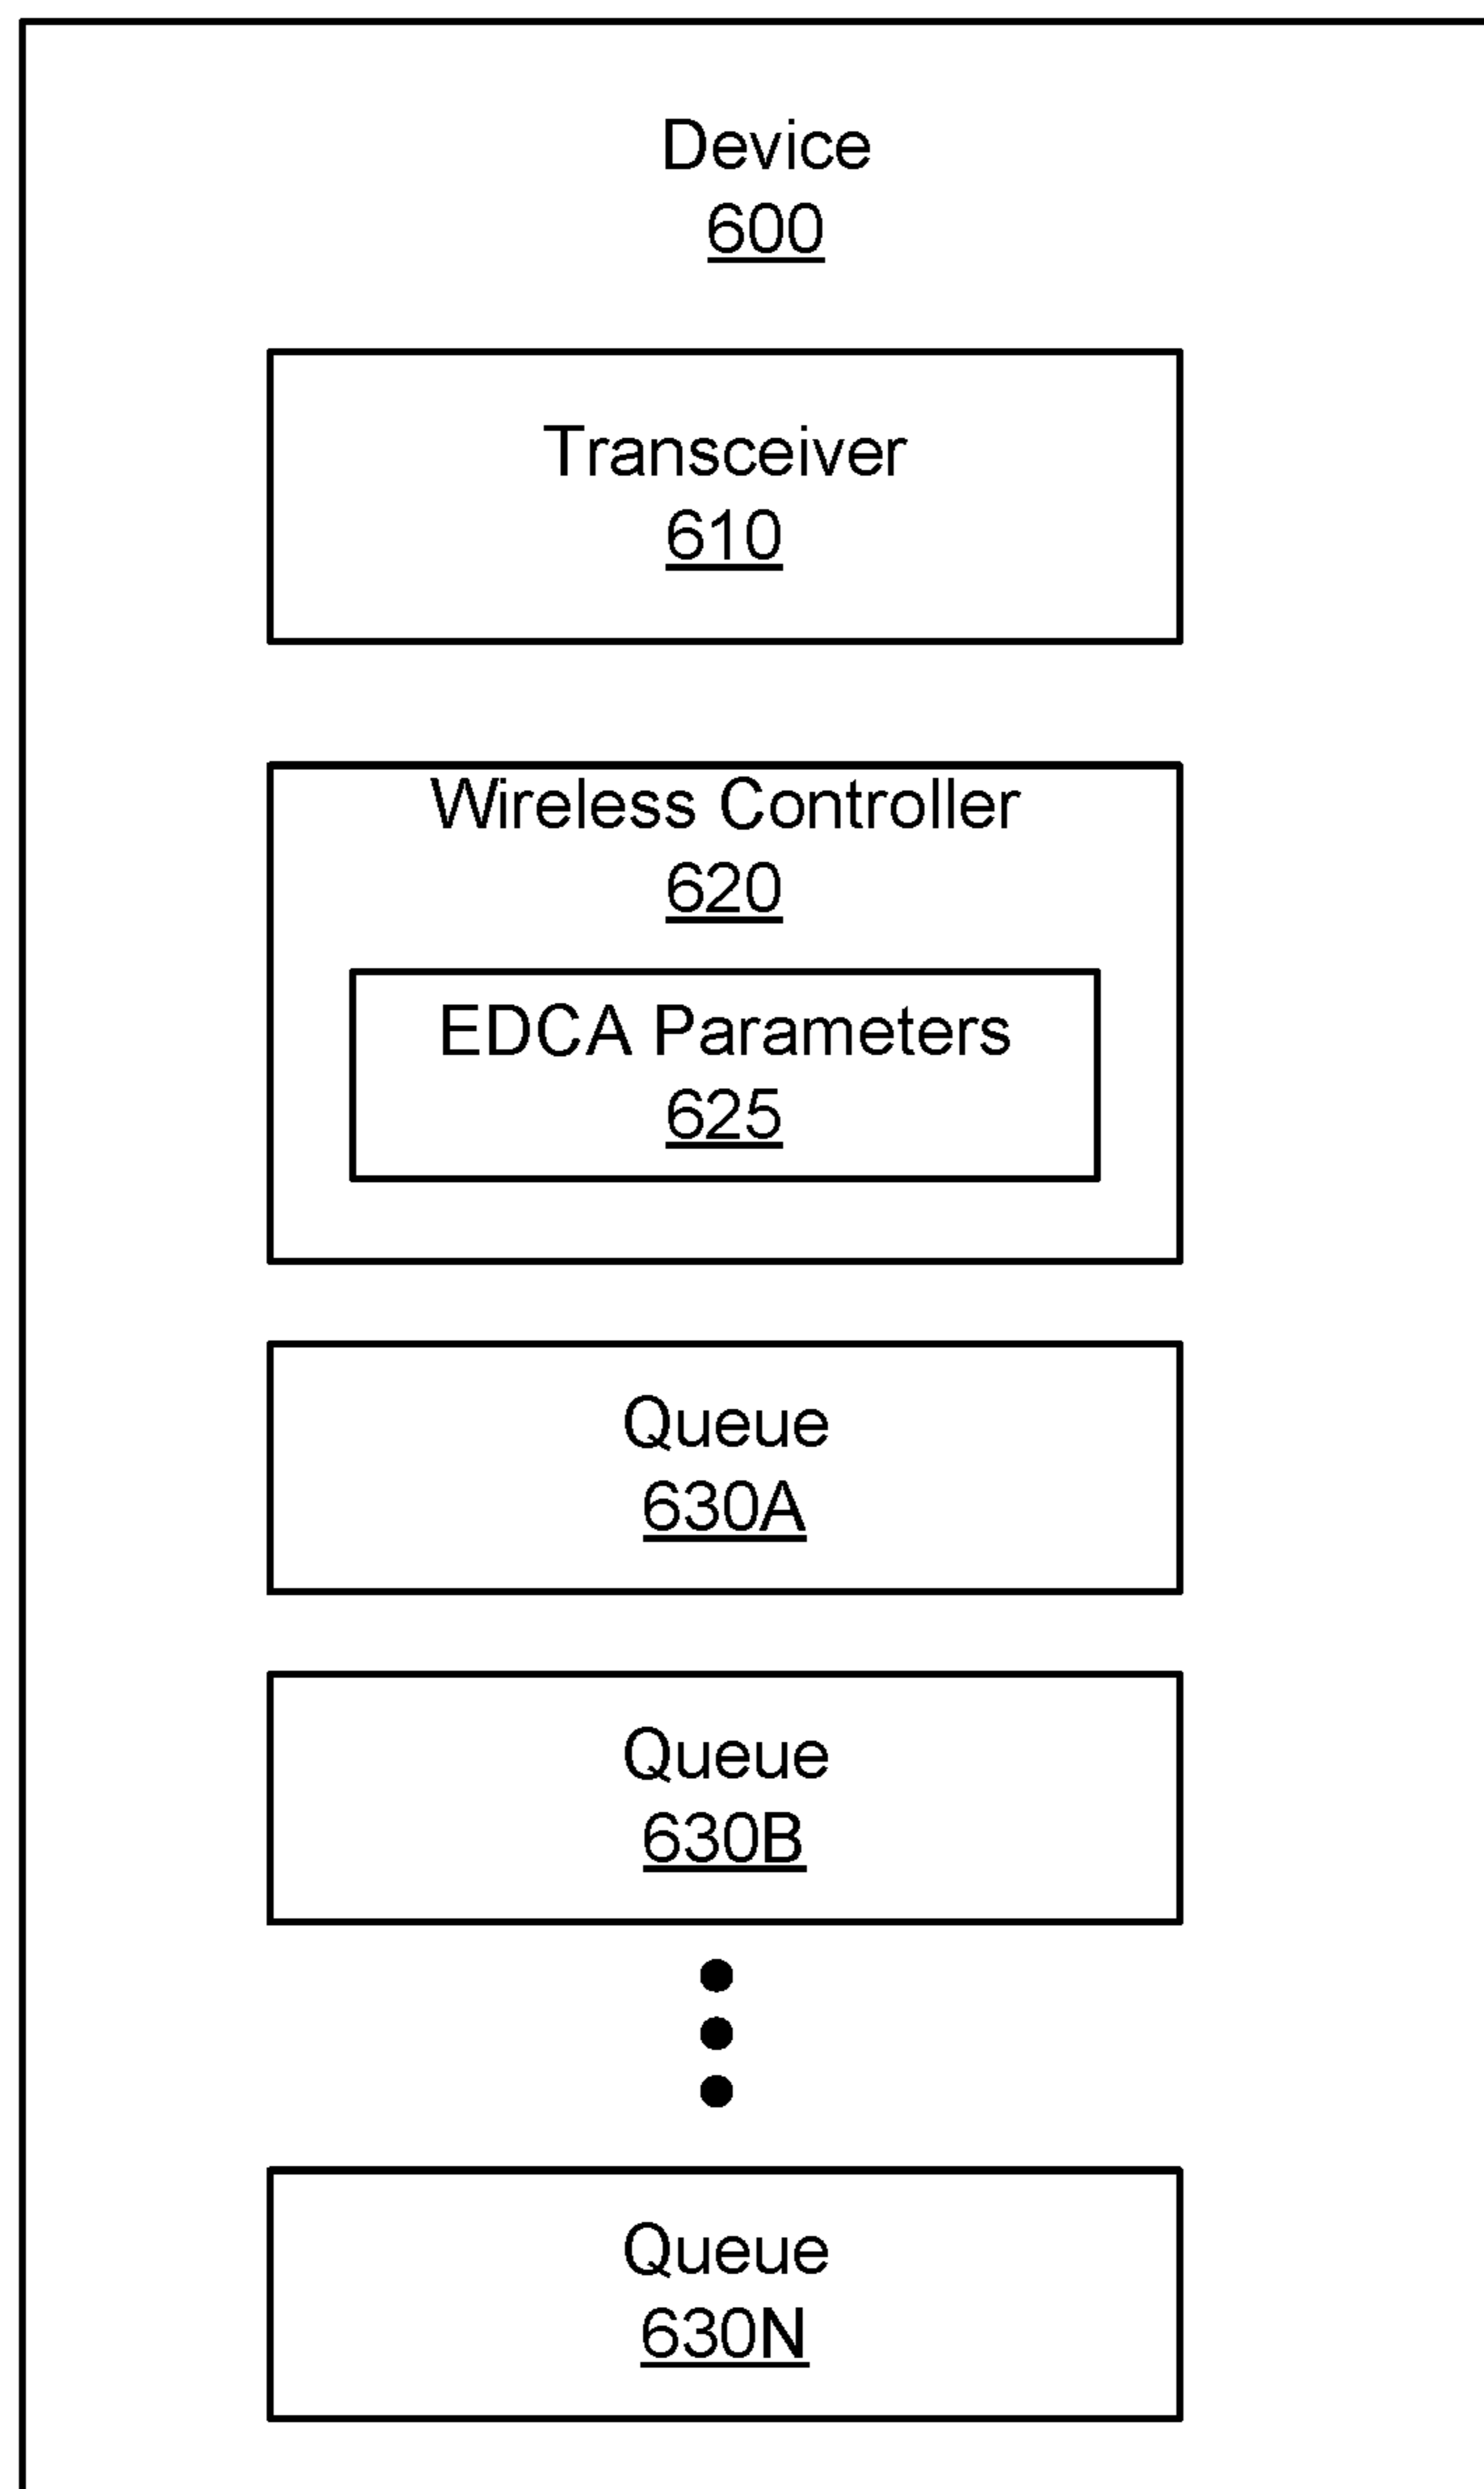 Device
600
Transceiver
610
Wireless Controller
620
EDCA Parameters
625
Queue
630A
Queue
630B
Queue
630N